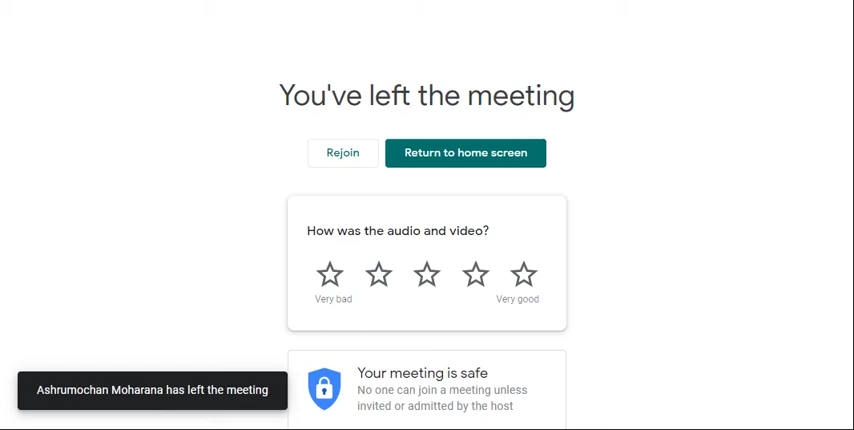 You've left the meeting
Rejoin
Return to home screen
How was the audio and video?
Very bad
Very good
Your meeting is safe
No one can join a meeting unless
invited or admitted by the host
Ashrumochan Moharana has left the meeting